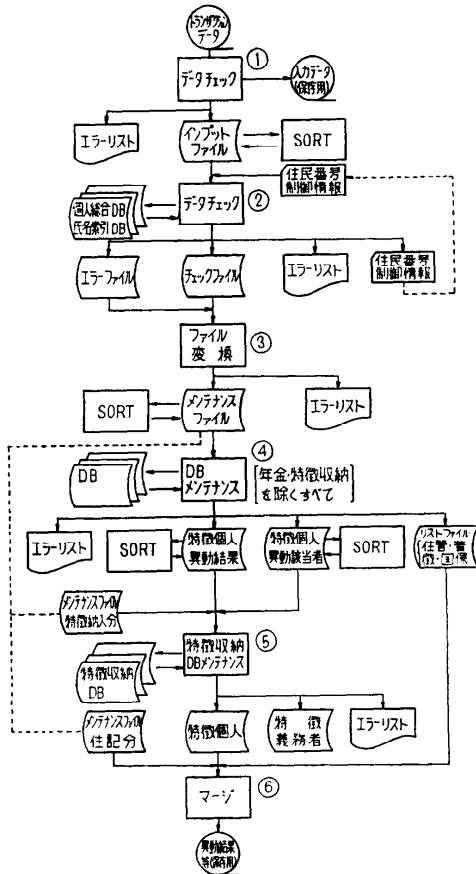 トランザクション
データ
①
データチェック
入力データ
(保存用)
エラーリスト
インプット
ファイル
SORT
住民番号
制御情報
②
個人総合DB
氏名索引DB
データチェック
エラーファイル
チェックファイル
エラーリスト
住民番号
制御情報
ファイル
変換
③
SORT
メンテナンス
ファイル
エラーリスト
④
DB
DB
メンテナンス
年金・特徴収納
を除くすべて
エラーリスト
SORT
特徴個人
異動結果
特徴個人
異動該当者
SORT
リストファイル
住管・普
徴・国保
メンテナンスファイル
特徴納入分
⑤
特徴収納
DB
特徴収納
DBメンテナンス
メンテナンスファイル
住記分
特徴個人
特徴
義務者
エラーリスト
⑥
マージ
異動結果
等(保存用)